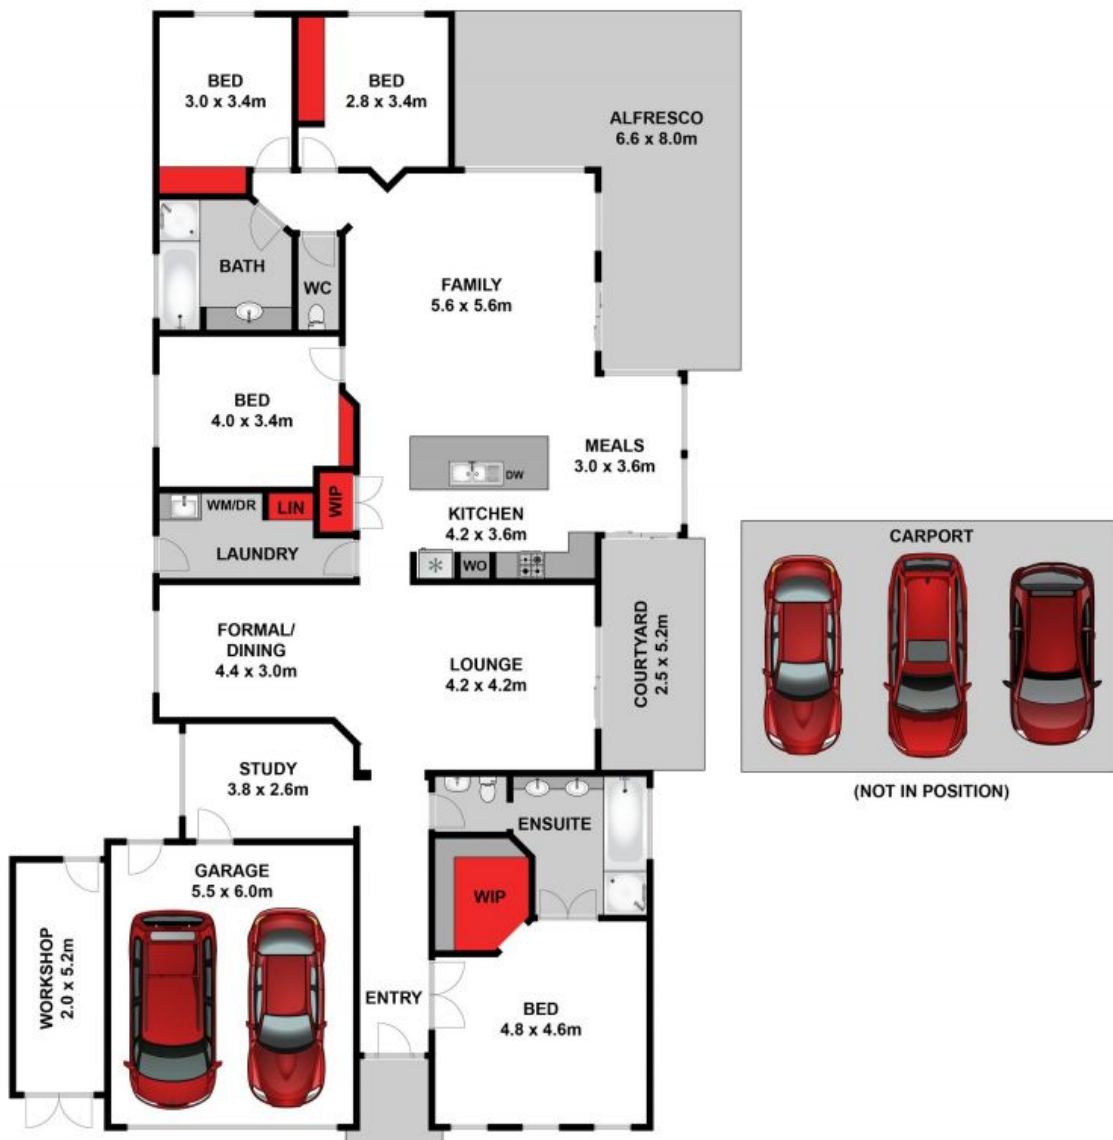 BED
3.0 x 3.4m
BED
2.8 x 3.4m
ALFRESCO
6.6 x 8.0m
BATH
WC
FAMILY
5.6 x 5.6m
BED
4.0 x 3.4m
MEALS
3.0 x 3.6m
DW
WM/DR
LIN
WIP
KITCHEN
4.2 x 3.6m
LAUNDRY
WO
CARPORT
FORMAL/
DINING
4.4 x 3.0m
LOUNGE
4.2 x 4.2m
COURTYARD
2.5 x 5.2m
STUDY
3.8 x 2.6m
(NOT IN POSITION)
ENSUITE
GARAGE
5.5 x 6.0m
WIP
WORKSHOP
2.0 x 5.2m
ENTRY
BED
4.8 x 4.6m